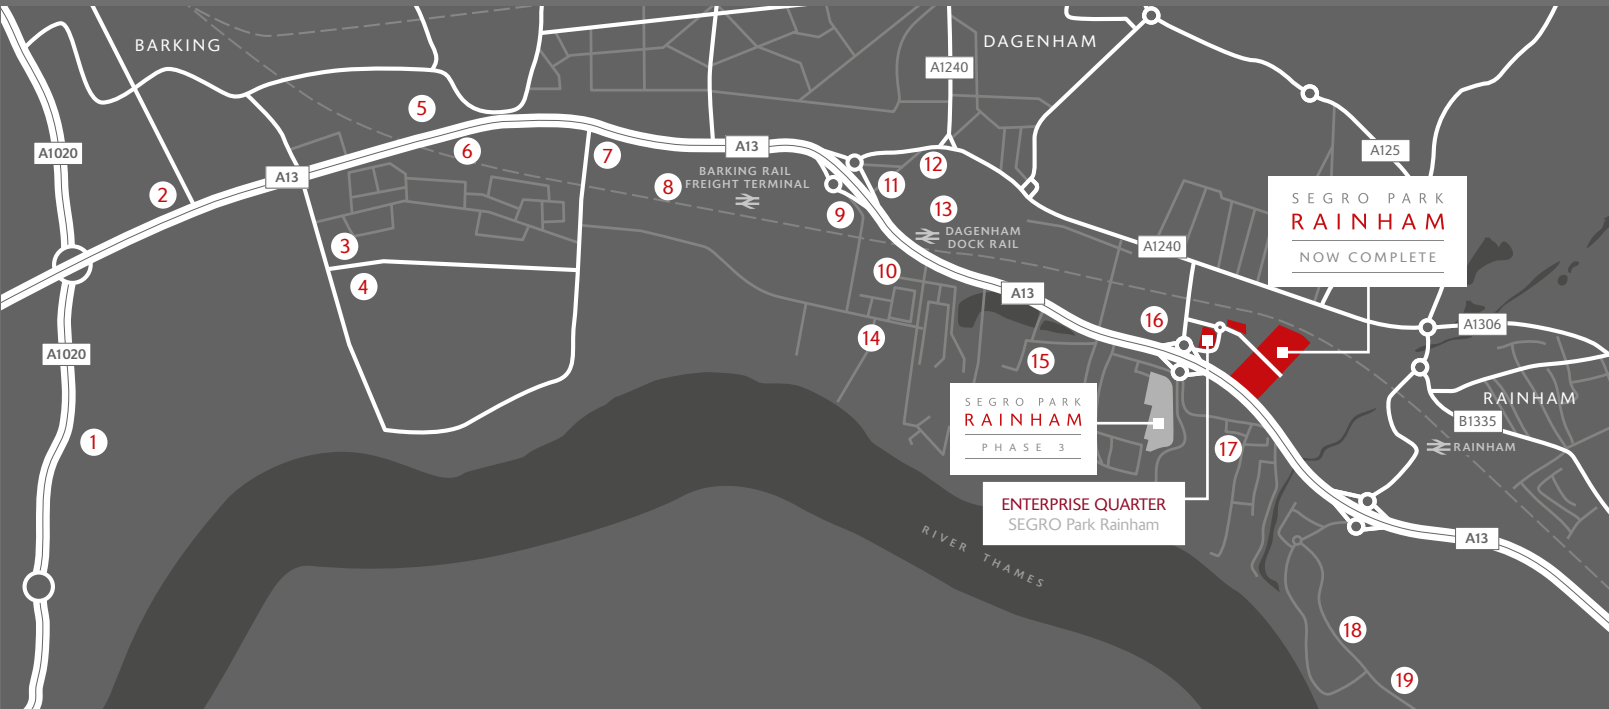 BARKING
DAGENHAM
A1240
5
A1020
6
7
A13
A125
12
A13
BARKING RAIL
FREIGHT TERMINAL
2
8
11
9
13
SEGRO PARK
RAINHAM
NOW COMPLETE
DAGENHAM
DOCK RAIL
3
A1240
10
4
A13
16
A1306
14
A1020
15
SEGRO PARK
RAINHAM
PHASE 3
RAINHAM
B1335
1
17
RAINHAM
ENTERPRISE QUARTER
SEGRO Park Rainham
RIVER THAMES
A13
18
19